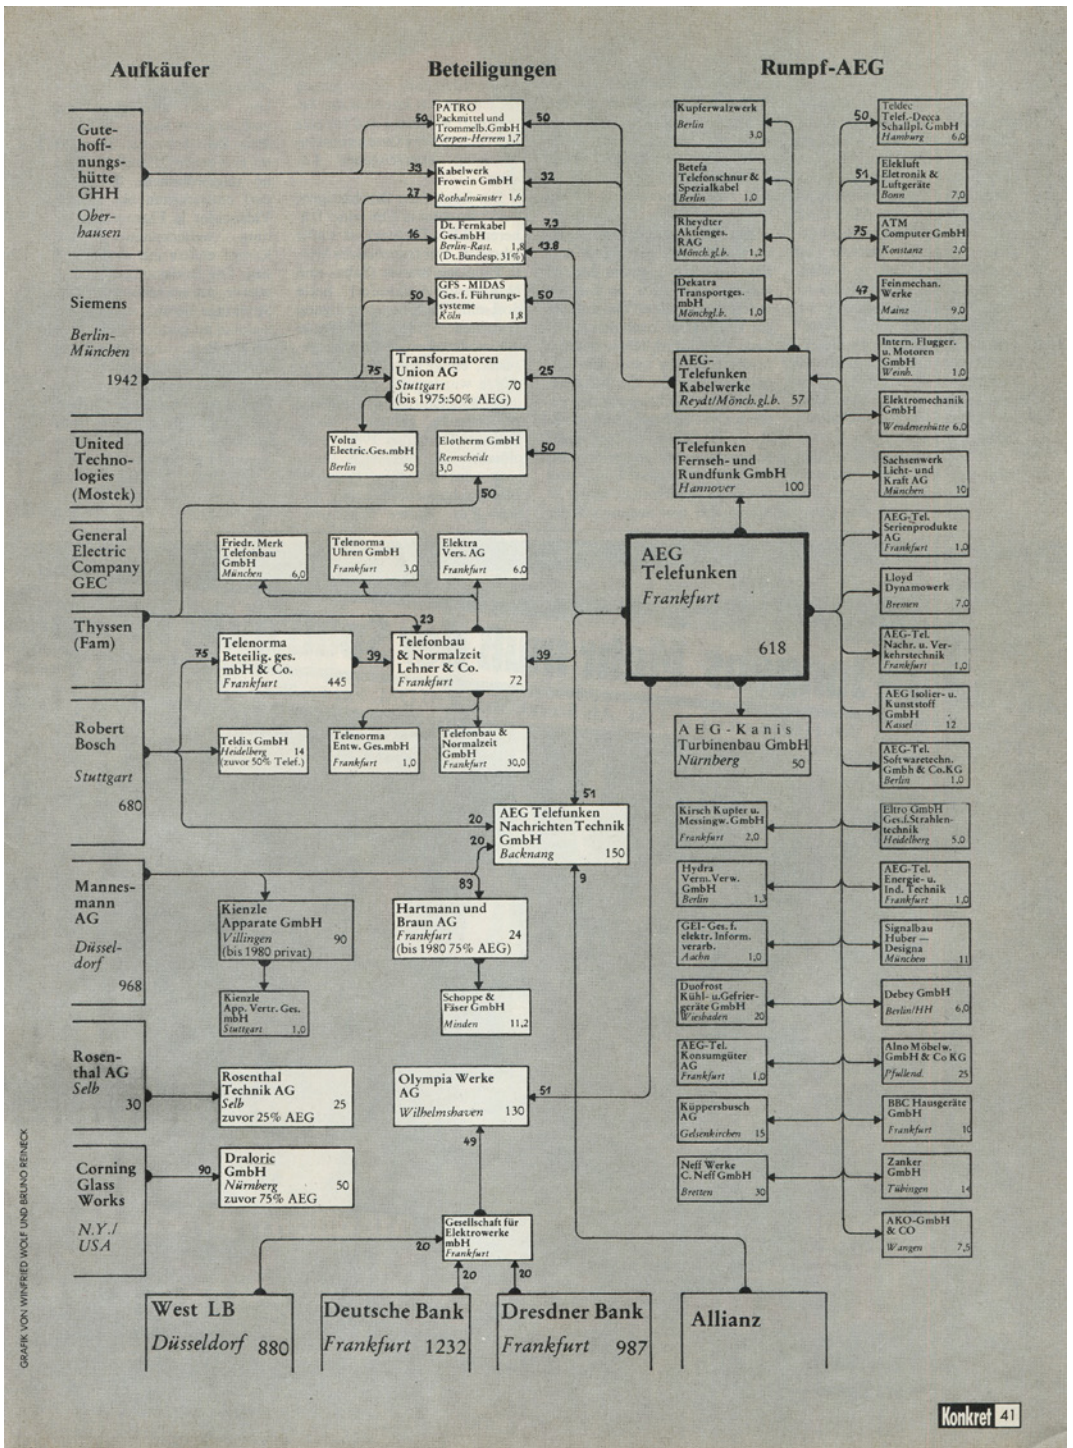 Aufkäufer
Beteiligungen
Rumpf-AEG
Gute-
hoff-
nungs-
hütte
GHH
Ober-
hausen
Siemens
Berlin-
München
1942
United
Techno-
logies
(Mostek)
General
Electric
Company
GEC
Thyssen
(Fam)
Robert
Bosch
Stuttgart
680
Mannes-
mann
AG
Düssel-
dorf
968
Rosen-
thal AG
Selb
30
Corning
Glass
Works
N.Y./
USA
PATRO
Packmittel und
Trommelb.GmbH
Kerpen-Herrem 1,7
50
50
Kabelwerk
Frowein GmbH
Rothalmünster 1,6
33
27
32
Dt. Fernkabel
Ges.mbH
Berlin-Rast. 1,8
(Dt.Bundesp. 31%)
16
7,3
13.8
GFS - MIDAS
Ges. f. Führungs-
systeme
Köln 1,8
50
50
Transformatoren
Union AG
Stuttgart 70
(bis 1975:50% AEG)
75
25
Volta
Electric.Ges.mbH
Berlin 50
Elotherm GmbH
Remscheidt
3,0
50
50
Friedr. Merk
Telefonbau
GmbH
München 6,0
Telenorma
Uhren GmbH
Frankfurt 3,0
Elektra
Vers. AG
Frankfurt 6,0
23
Telenorma
Beteilig. ges.
mbH & Co.
Frankfurt 445
75
39
Telefonbau
& Normalzeit
Lehner & Co.
Frankfurt 72
39
Teldix GmbH
Heidelberg 14
(zuvor 50% Telef.)
Telenorma
Entw. Ges.mbH
Frankfurt 1,0
Telefonbau &
Normalzeit
GmbH
Frankfurt 30,0
51
AEG Telefunken
Nachrichten Technik
GmbH
Backnang 150
20
20
9
83
Kienzle
Apparate GmbH
Villingen 90
(bis 1980 privat)
Hartmann und
Braun AG
Frankfurt 24
(bis 1980 75% AEG)
Kienzle
App. Vertr. Ges.
mbH
Stuttgart 1,0
Schoppe &
Fäser GmbH
Minden 11,2
Rosenthal
Technik AG
Selb 25
zuvor 25% AEG
Olympia Werke
AG
Wilhelmshaven 130
51
49
Draloric
GmbH
Nürnberg 50
zuvor 75% AEG
90
Gesellschaft für
Elektrowerke
mbH
Frankfurt
20
20
20
West LB
Düsseldorf 880
Deutsche Bank
Frankfurt 1232
Dresdner Bank
Frankfurt 987
Allianz
Kupferwalzwerk
Berlin
3,0
Betefa
Telefonschnur &
Spezialkabel
Berlin 1,0
Rheydter
Aktienges.
RAG
Mönch.gl.b. 1,2
Dekatra
Transportges.
mbH
Mönchgl.b. 1,0
AEG-
Telefunken
Kabelwerke
Reydt/Mönch.gl.b. 57
Telefunken
Fernseh- und
Rundfunk GmbH
Hannover 100
AEG
Telefunken
Frankfurt
618
AEG-Kanis
Turbinenbau GmbH
Nürnberg 50
Kirsch Kupfer u.
Messingw. GmbH
Frankfurt 2,0
Hydra
Verm.Verw.
GmbH
Berlin 1,3
GEI- Ges. f.
elektr. Inform.
verarb.
Aachn 1,0
Duofrost
Kühl- u.Gefrier-
geräte GmbH
Wiesbaden 20
AEG-Tel.
Konsumgüter
AG
Frankfurt 1,0
Küppersbusch
AG
Gelsenkirchen 15
Neff Werke
C. Neff GmbH
Bretten 30
50
Teldec
Telef.-Decca
Schallpl. GmbH
Hamburg 6,0
51
Elekluft
Eletronik &
Luftgeräte
Bonn 7,0
75
ATM
Computer GmbH
Konstanz 2,0
47
Feinmechan.
Werke
Mainz 9,0
Intern. Flugger.
u. Motoren
GmbH
Weinh. 1,0
Elektromechanik
GmbH
Wendenerhütte 6,0
Sachsenwerk
Licht- und
Kraft AG
München 10
AEG-Tel.
Serienprodukte
AG
Frankfurt 1,0
Lloyd
Dynamowerk
Bremen 7,0
AEG-Tel.
Nachr. u. Ver-
kehrstechnik
Frankfurt 1,0
AEG Isolier- u.
Kunststoff
GmbH
Kassel 12
AEG-Tel.
Softwaretechn.
Gmbh & Co.KG
Berlin 1,0
Eltro GmbH
Ges.f.Strahlen-
technik
Heidelberg 5,0
AEG-Tel.
Energie- u.
Ind. Technik
Frankfurt 1,0
Signalbau
Huber —
Designa
München 11
Debey GmbH
Berlin/HH 6,0
Alno Möbelw.
GmbH & Co KG
Pfullend. 25
BBC Hausgeräte
GmbH
Frankfurt 10
Zanker
GmbH
Tübingen 14
AKO-GmbH
& CO
Wangen 7,5
GRAFIK VON WINFRIED WOLF UND BRUNO REINECK
Konkret 41